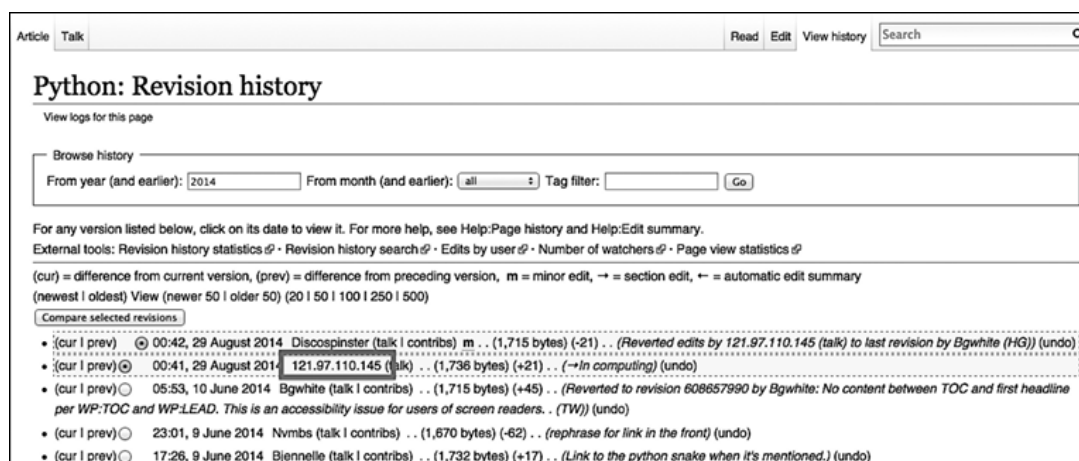 Article Talk Read Edit View history Search
Python: Revision history
View logs for this page
Browse history
From year (and earlier): 2014 From month (and earlier): all Tag filter: Go
For any version listed below, click on its date to view it. For more help, see Help:Page history and Help:Edit summary.
External tools: Revision history statistics · Revision history search · Edits by user · Number of watchers · Page view statistics
(cur) = difference from current version, (prev) = difference from preceding version, m = minor edit, → = section edit, ← = automatic edit summary
(newest | oldest) View (newer 50 | older 50) (20 | 50 | 100 | 250 | 500)
Compare selected revisions
• (cur | prev) 00:42, 29 August 2014 Discospinster (talk | contribs) m . . (1,715 bytes) (-21) . . (Reverted edits by 121.97.110.145 (talk) to last revision by Bgwhite (HG)) (undo)
• (cur | prev) 00:41, 29 August 2014 121.97.110.145 (talk) . . (1,736 bytes) (+21) . . (→In computing) (undo)
• (cur | prev) 05:53, 10 June 2014 Bgwhite (talk | contribs) . . (1,715 bytes) (+45) . . (Reverted to revision 608657990 by Bgwhite: No content between TOC and first headline
per WP:TOC and WP:LEAD. This is an accessibility issue for users of screen readers. . (TW)) (undo)
• (cur | prev) 23:01, 9 June 2014 Nvmbs (talk | contribs) . . (1,670 bytes) (-62) . . (rephrase for link in the front) (undo)
• (cur | prev) 17:26, 9 June 2014 Bjennelle (talk | contribs) . . (1,732 bytes) (+17) . . (Link to the python snake when it's mentioned.) (undo)